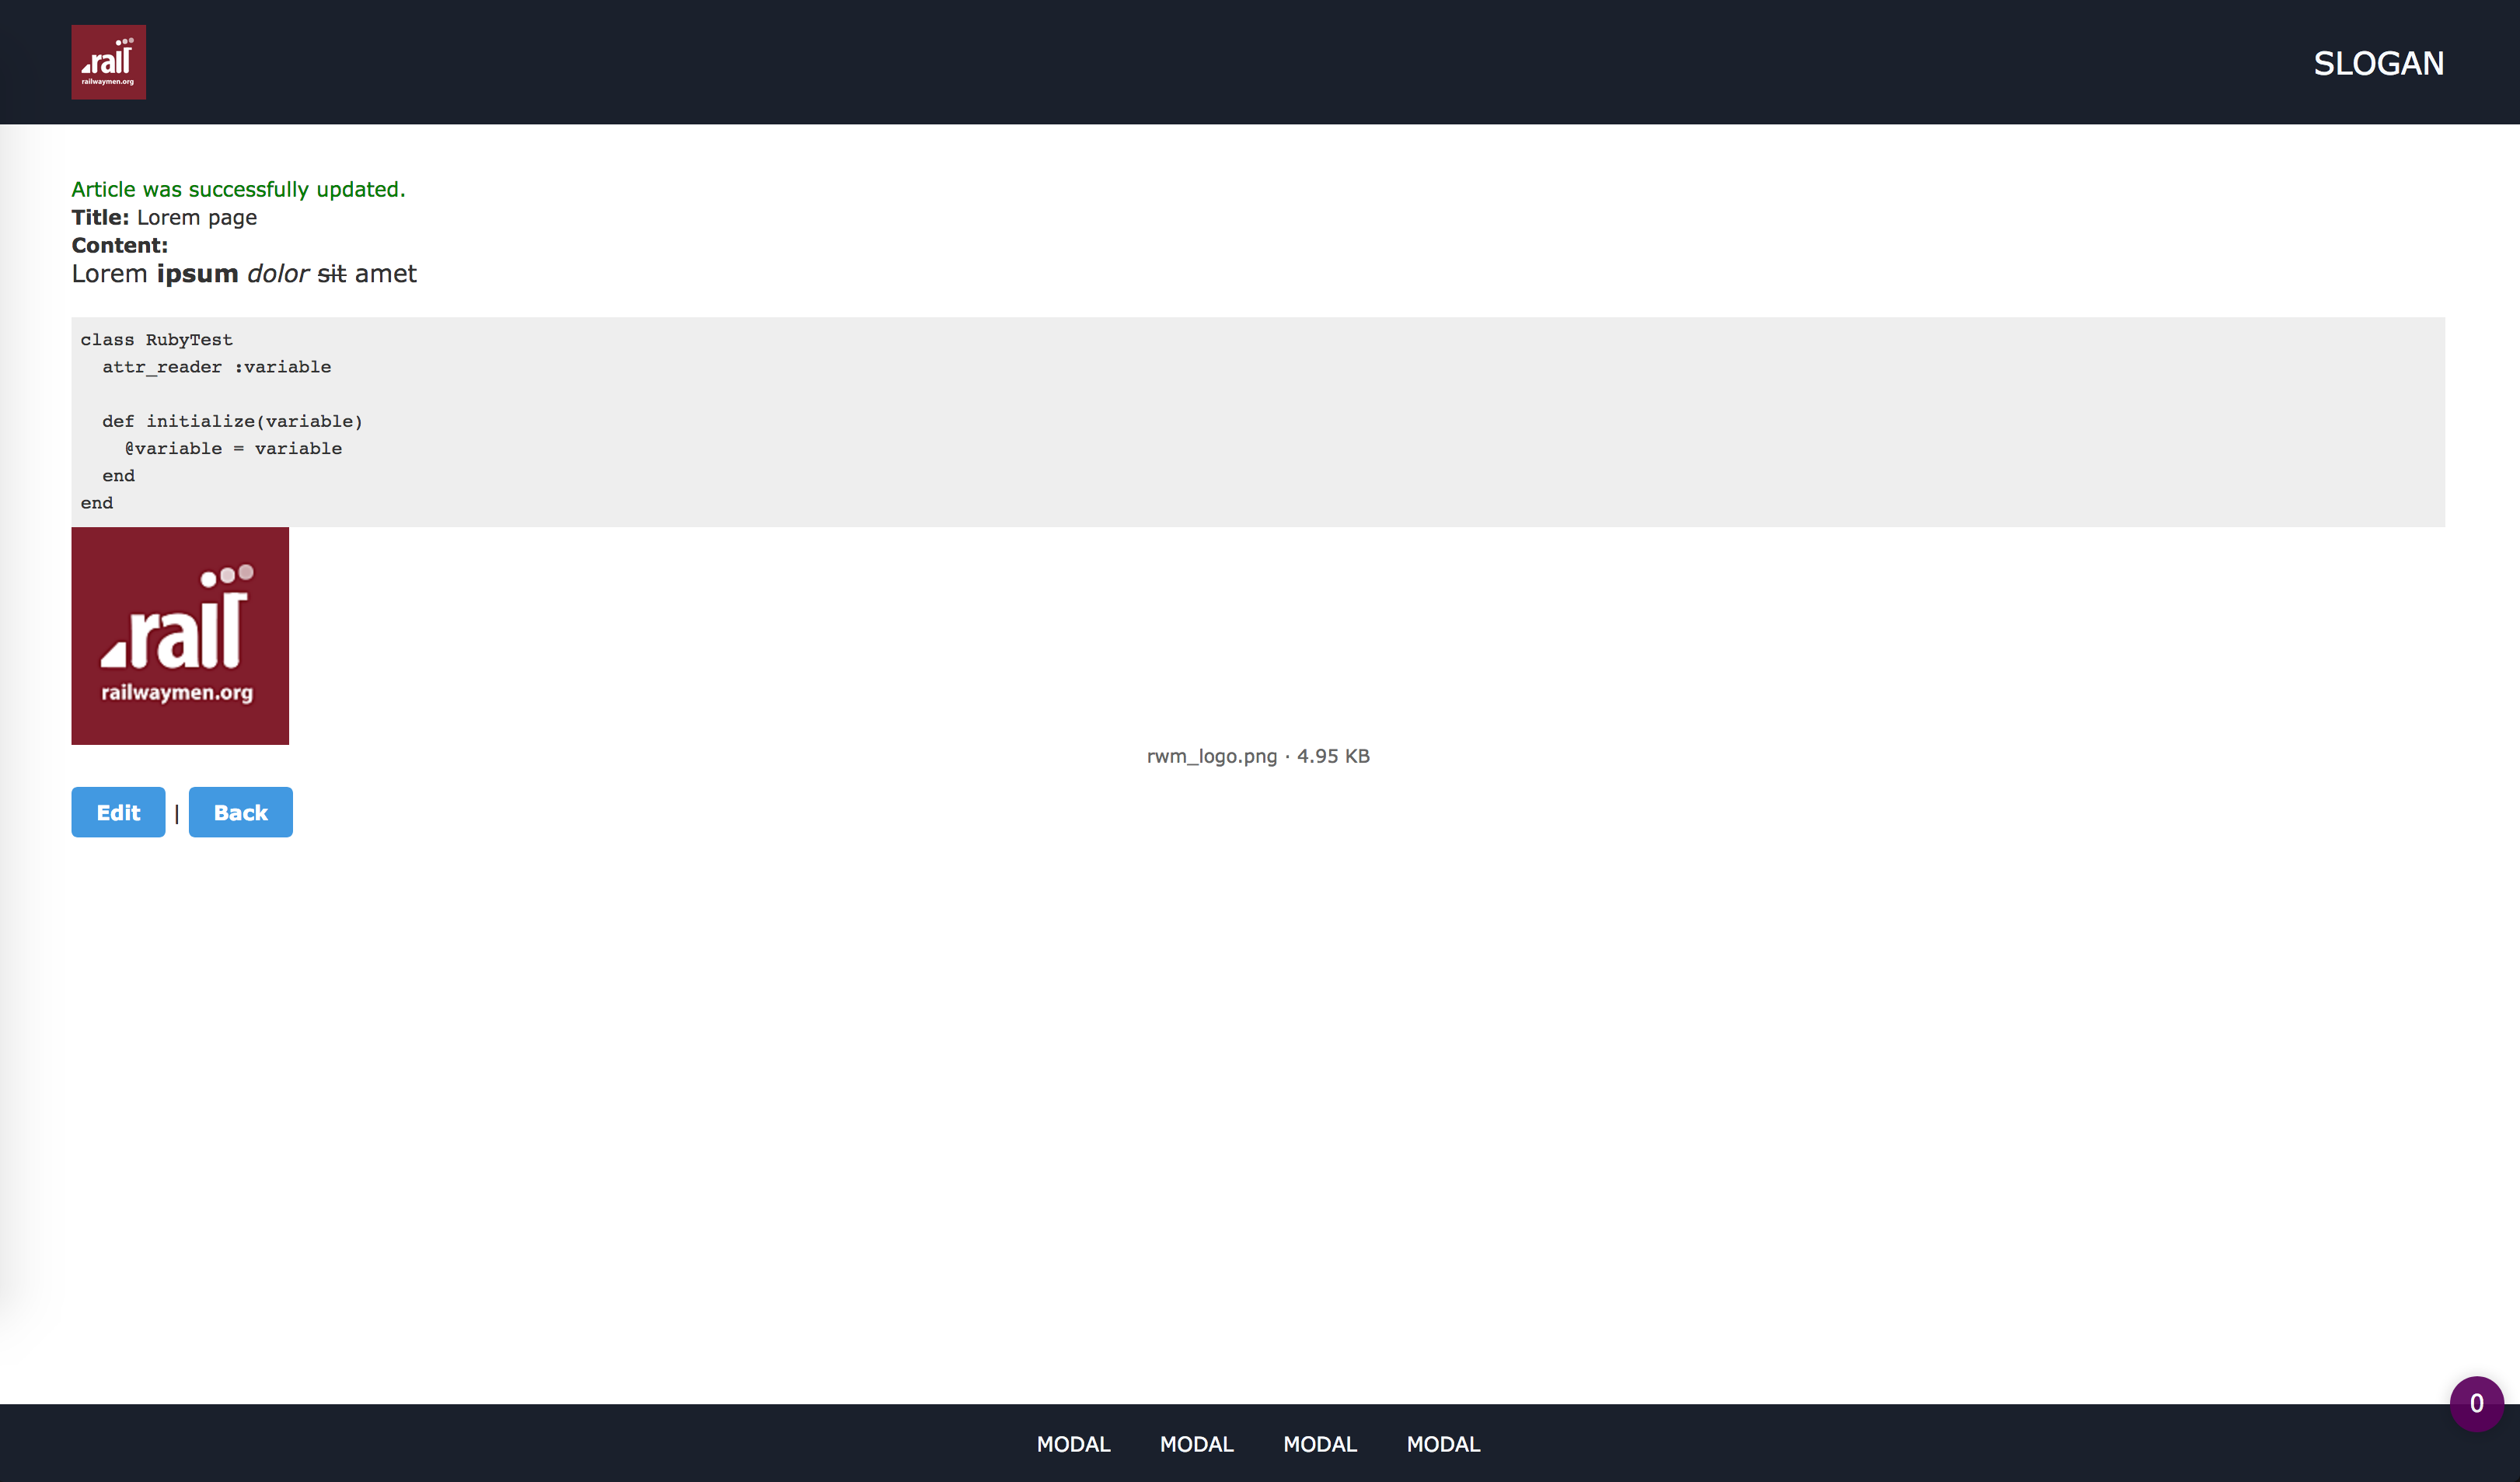 .rail
railwaymen.org
SLOGAN
Article was successfully updated.
Title: Lorem page
Content:
Lorem ipsum dolor sit amet
class RubyTest
  attr_reader :variable

  def initialize(variable)
    @variable = variable
  end
end
.rail
railwaymen.org
rwm_logo.png · 4.95 KB
Edit | Back
0
MODAL MODAL MODAL MODAL